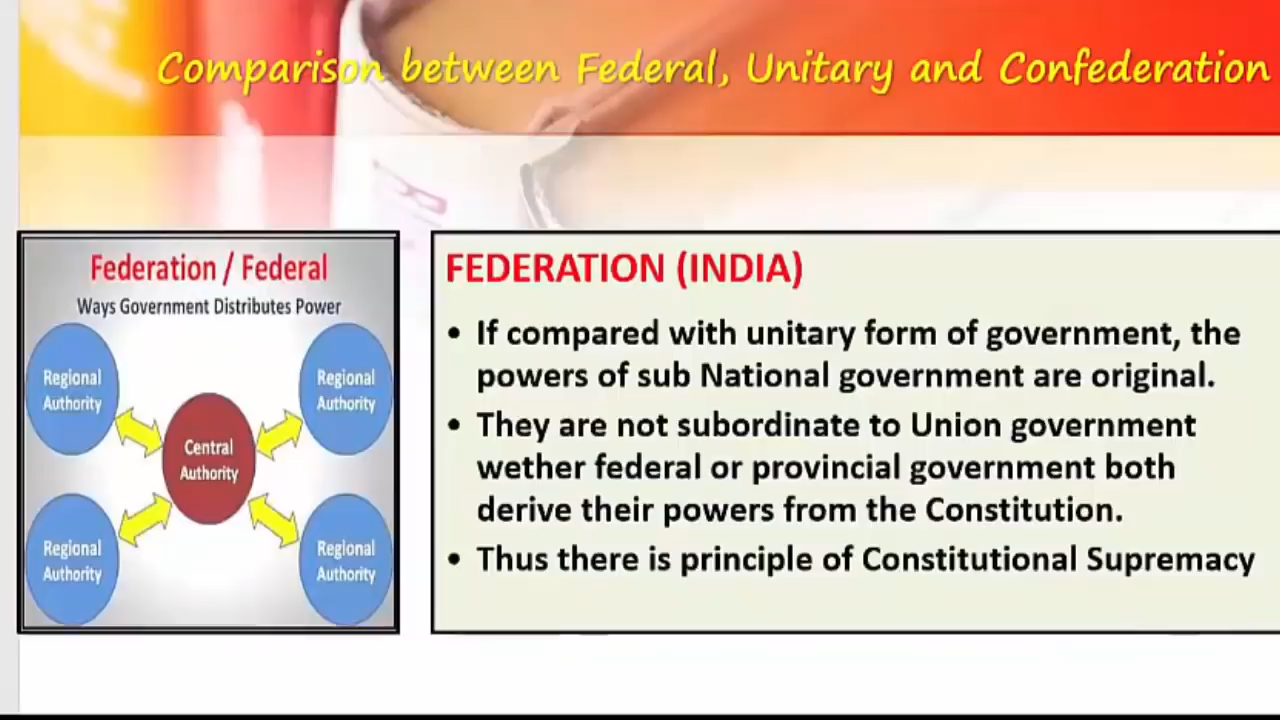 Comparison between Federal, Unitary and Confederation
Federation / Federal
Ways Government Distributes Power
Regional
Authority
Regional
Authority
Central
Authority
Regional
Authority
Regional
Authority
FEDERATION (INDIA)
• If compared with unitary form of government, the
powers of sub National government are original.
• They are not subordinate to Union government
wether federal or provincial government both
derive their powers from the Constitution.
• Thus there is principle of Constitutional Supremacy